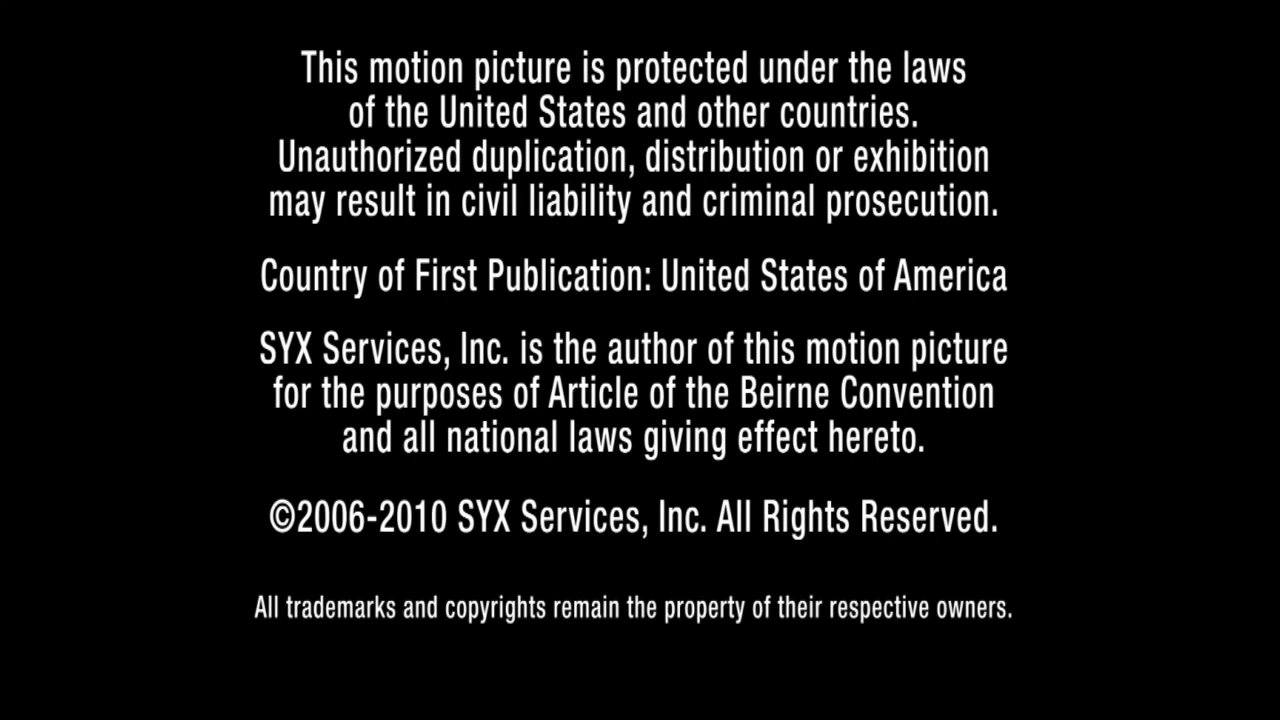 This motion picture is protected under the laws
of the United States and other countries.
Unauthorized duplication, distribution or exhibition
may result in civil liability and criminal prosecution.
Country of First Publication: United States of America
SYX Services, Inc. is the author of this motion picture
for the purposes of Article of the Beirne Convention
and all national laws giving effect hereto.
©2006-2010 SYX Services, Inc. All Rights Reserved.
All trademarks and copyrights remain the property of their respective owners.